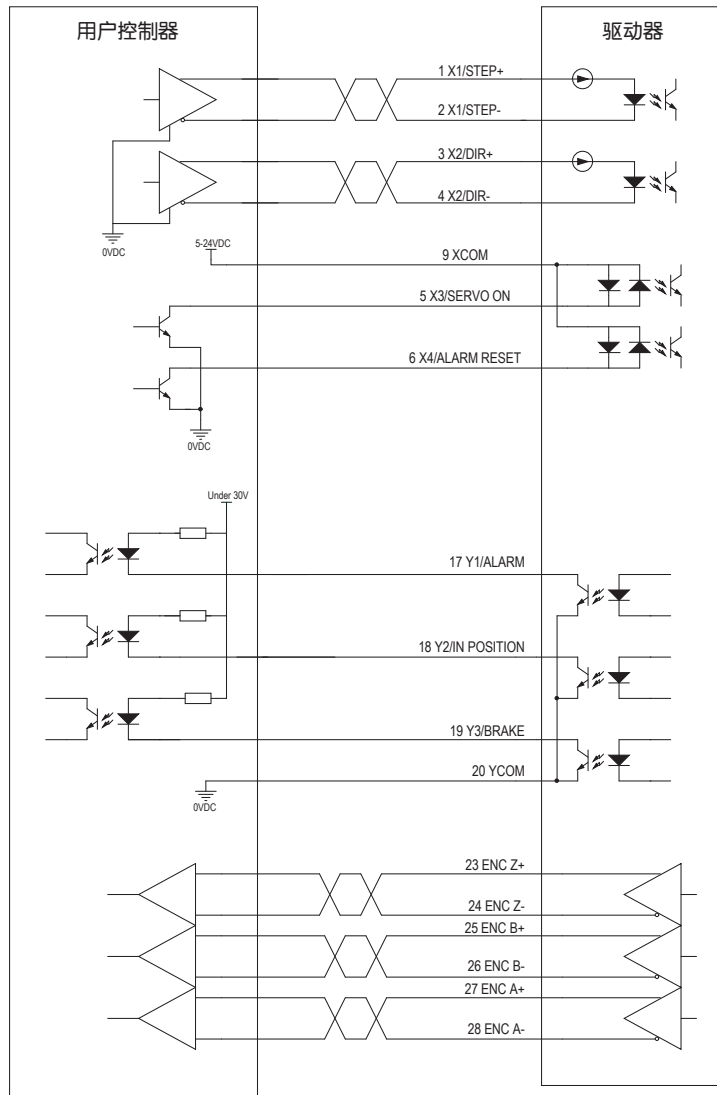 用户控制器
驱动器
1 X1/STEP+
2 X1/STEP-
3 X2/DIR+
4 X2/DIR-
0VDC
5-24VDC
9 XCOM
5 X3/SERVO ON
6 X4/ALARM RESET
0VDC
Under 30V
17 Y1/ALARM
18 Y2/IN POSITION
19 Y3/BRAKE
20 YCOM
0VDC
23 ENC Z+
24 ENC Z-
25 ENC B+
26 ENC B-
27 ENC A+
28 ENC A-